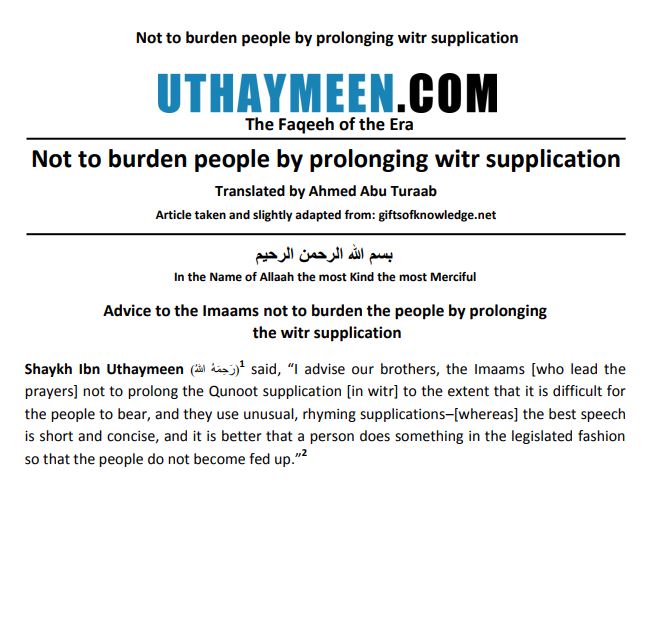 Not to burden people by prolonging witr supplication
UTHAYMEEN.COM
The Faqeeh of the Era
Not to burden people by prolonging witr supplication
Translated by Ahmed Abu Turaab
Article taken and slightly adapted from: giftsofknowledge.net
بسم الله الرحمن الرحيم
In the Name of Allaah the most Kind the most Merciful
Advice to the Imaams not to burden the people by prolonging
the witr supplication
Shaykh Ibn Uthaymeen (رَحِمَهُ اللهُ)¹ said, “I advise our brothers, the Imaams [who lead the
prayers] not to prolong the Qunoot supplication [in witr] to the extent that it is difficult for
the people to bear, and they use unusual, rhyming supplications–[whereas] the best speech
is short and concise, and it is better that a person does something in the legislated fashion
so that the people do not become fed up.”²